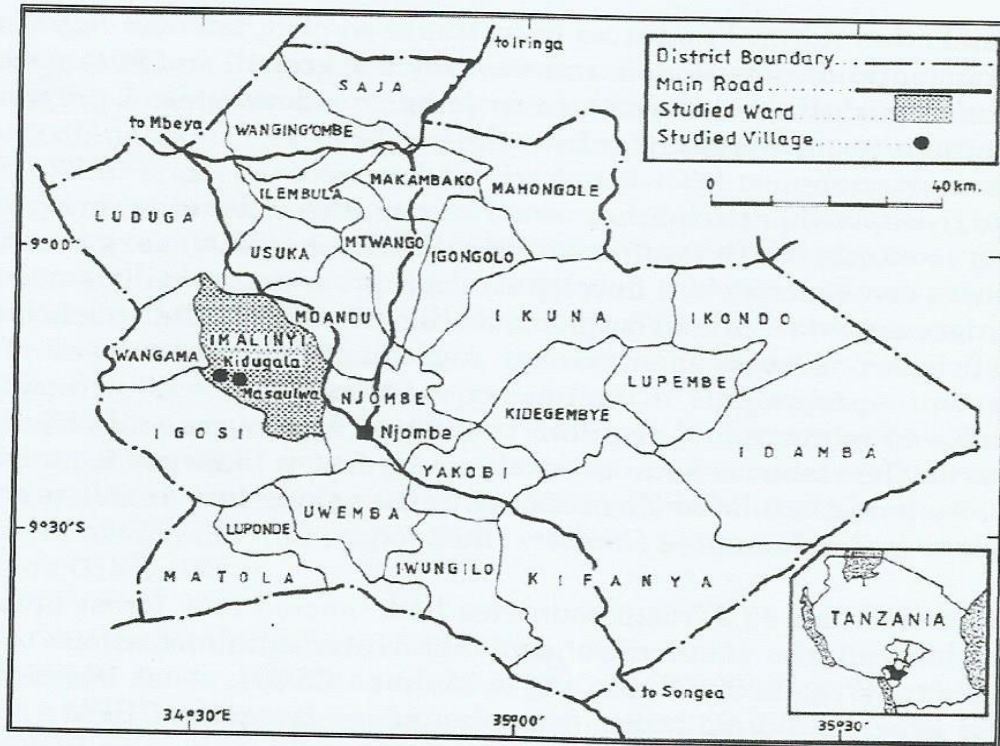 to Iringa
District Boundary
Main Road
Studied Ward
Studied Village
0 40 km.
SAJA
to Mbeya
WANGING'OMBE
ILEMBULA
MAKAMBAKO
MAHONGOLE
LUDUGA
9°00'
USUKA
MTWANGO
IGONGOLO
MDANDU
IKUNA
IKONDO
IMALINYI
WANGAMA
Kidugala
Masaulwa
NJOMBE
LUPEMBE
KIDEGEMBYE
IGOSI
Njombe
IDAMBA
YAKOBI
9°30'S
UWEMBA
LUPONDE
MATOLA
IWUNGILO
KIFANYA
TANZANIA
to Songea
34°30'E
35°00'
35°30'